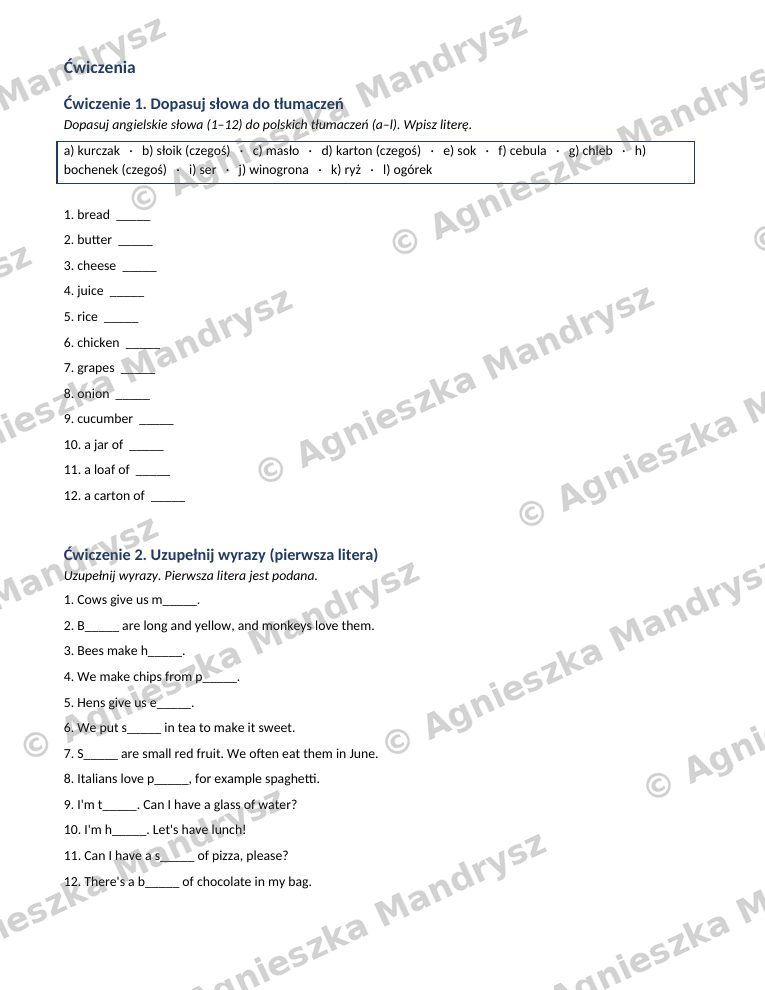 Ćwiczenia
Ćwiczenie 1. Dopasuj słowa do tłumaczeń
Dopasuj angielskie słowa (1–12) do polskich tłumaczeń (a–l). Wpisz literę.
a) kurczak · b) słoik (czegoś) · c) masło · d) karton (czegoś) · e) sok · f) cebula · g) chleb · h)
bochenek (czegoś) · i) ser · j) winogrona · k) ryż · l) ogórek
1. bread _____
2. butter _____
3. cheese _____
4. juice _____
5. rice _____
6. chicken _____
7. grapes _____
8. onion _____
9. cucumber _____
10. a jar of _____
11. a loaf of _____
12. a carton of _____
Ćwiczenie 2. Uzupełnij wyrazy (pierwsza litera)
Uzupełnij wyrazy. Pierwsza litera jest podana.
1. Cows give us m_____.
2. B_____ are long and yellow, and monkeys love them.
3. Bees make h_____.
4. We make chips from p_____.
5. Hens give us e_____.
6. We put s_____ in tea to make it sweet.
7. S_____ are small red fruit. We often eat them in June.
8. Italians love p_____, for example spaghetti.
9. I'm t_____. Can I have a glass of water?
10. I'm h_____. Let's have lunch!
11. Can I have a s_____ of pizza, please?
12. There's a b_____ of chocolate in my bag.
© Agnieszka Mandrysz